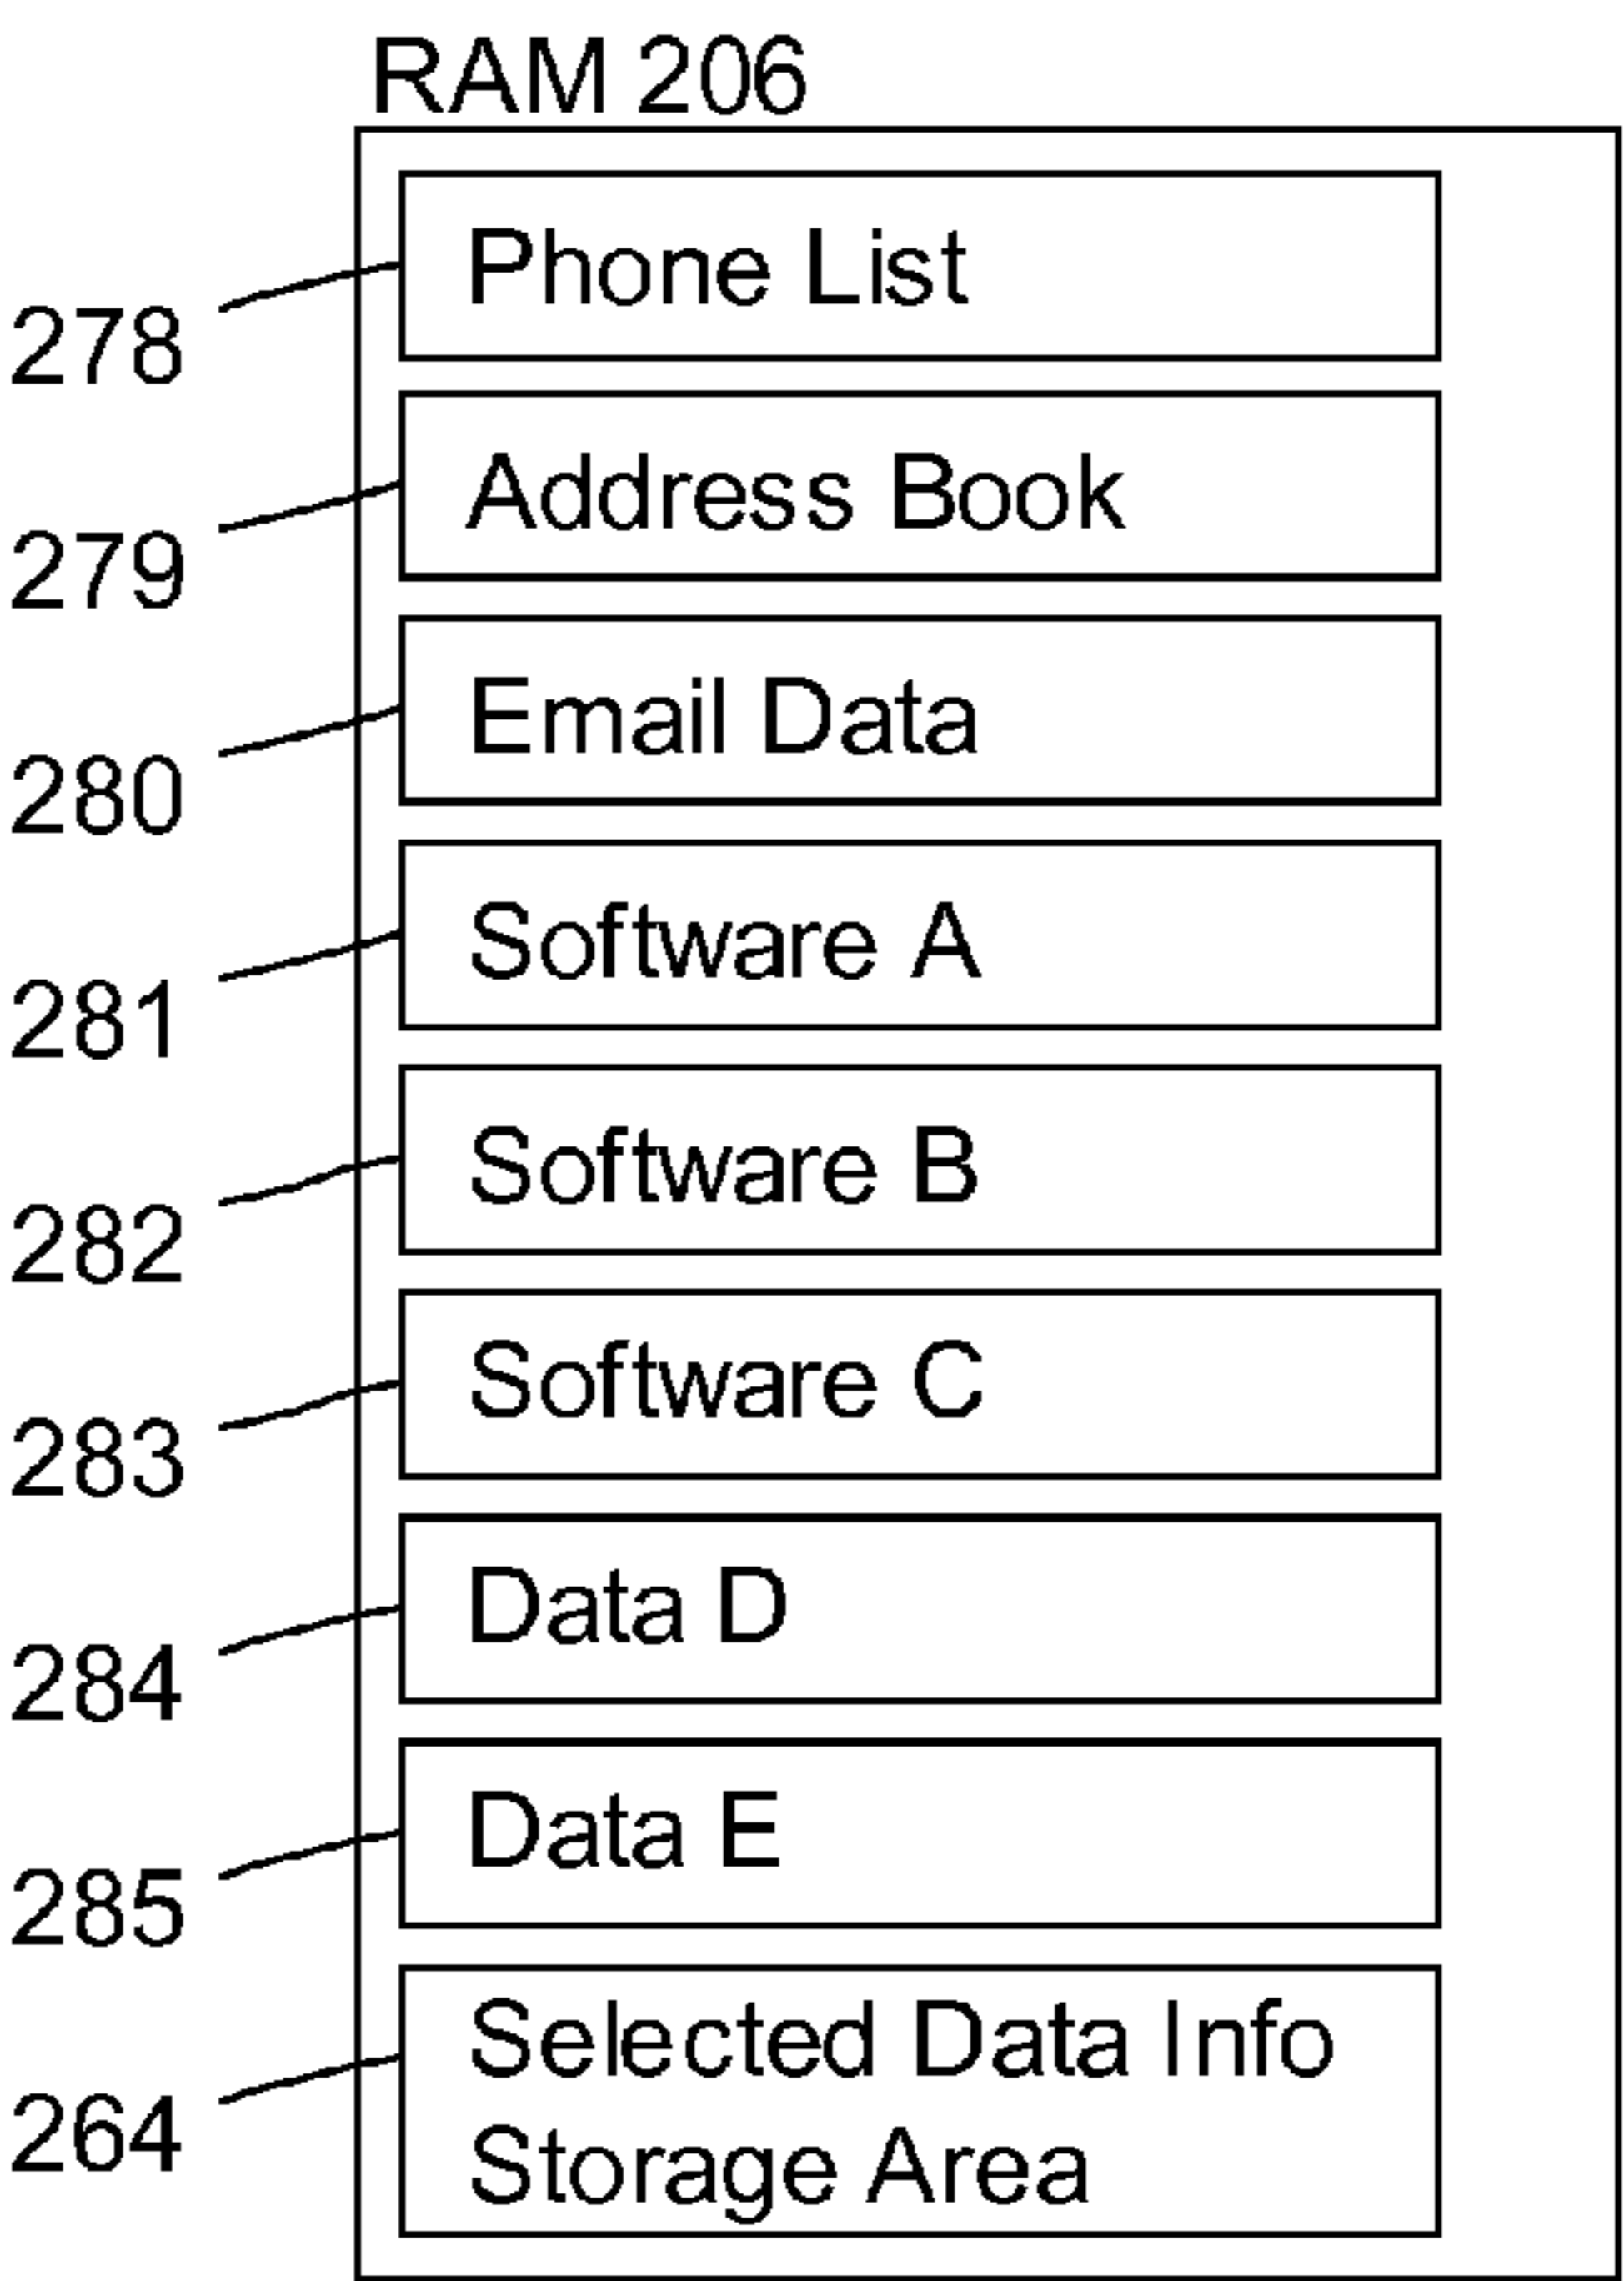 RAM 206
Phone List
278
Address Book
279
Email Data
280
Software A
281
Software B
282
Software C
283
Data D
284
Data E
285
Selected Data Info
Storage Area
264